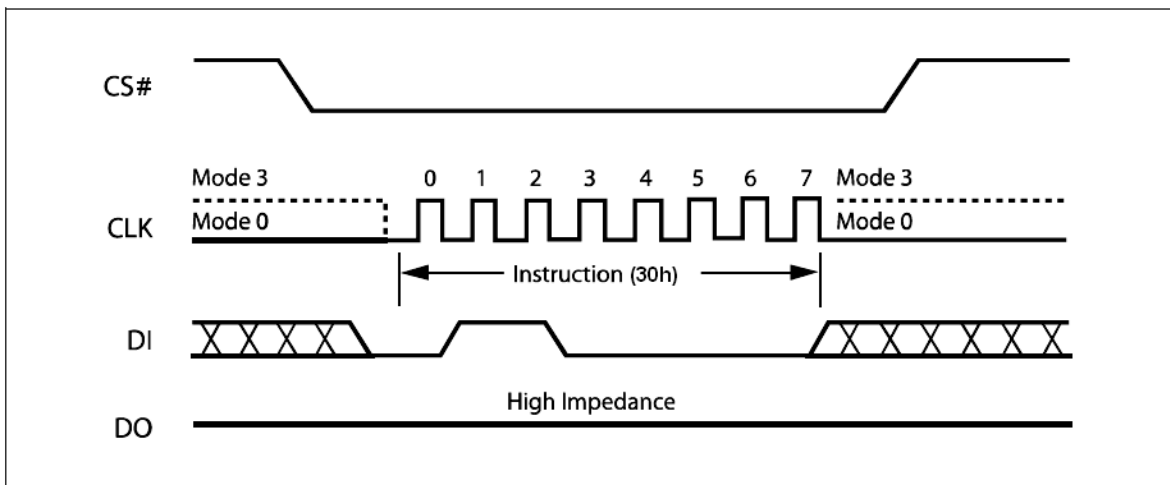 CS#
Mode 3
0 1 2 3 4 5 6 7
Mode 3
CLK
Mode 0
Mode 0
Instruction (30h)
DI
High Impedance
DO